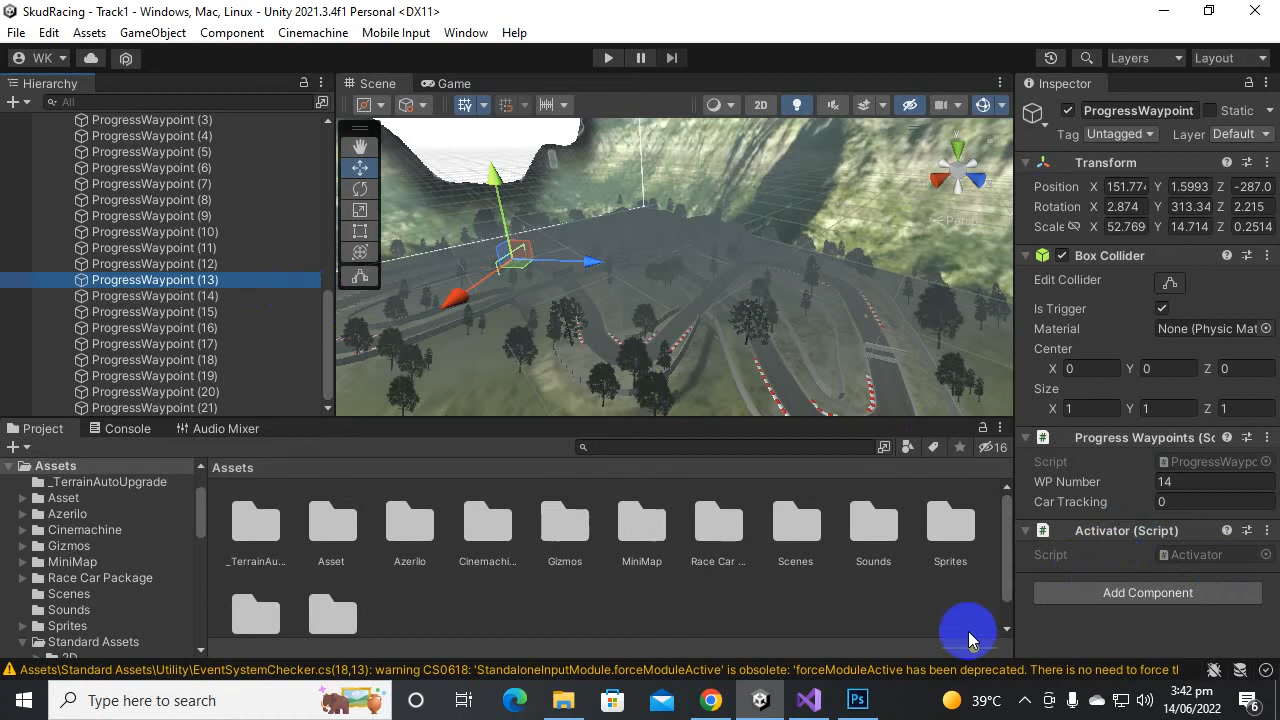 SkudRacing - Track1 - Windows, Mac, Linux - Unity 2021.3.4f1 Personal <DX11>
File Edit Assets GameObject Component Cinemachine Mobile Input Window Help
WK Layers Layout
Hierarchy
All
ProgressWaypoint (3)
ProgressWaypoint (4)
ProgressWaypoint (5)
ProgressWaypoint (6)
ProgressWaypoint (7)
ProgressWaypoint (8)
ProgressWaypoint (9)
ProgressWaypoint (10)
ProgressWaypoint (11)
ProgressWaypoint (12)
ProgressWaypoint (13)
ProgressWaypoint (14)
ProgressWaypoint (15)
ProgressWaypoint (16)
ProgressWaypoint (17)
ProgressWaypoint (18)
ProgressWaypoint (19)
ProgressWaypoint (20)
ProgressWaypoint (21)
Scene Game
2D
y
Persp
Inspector
ProgressWaypoint Static
Tag Untagged Layer Default
Transform
Position X 151.774 Y 1.5993 Z -287.0
Rotation X 2.874 Y 313.34 Z 2.215
Scale X 52.769 Y 14.714 Z 0.2514
Box Collider
Edit Collider
Is Trigger
Material None (Physic Mat
Center
X 0 Y 0 Z 0
Size
X 1 Y 1 Z 1
Progress Waypoints (Sc
Script ProgressWaypc
WP Number 14
Car Tracking 0
Activator (Script)
Script Activator
Add Component
Project Console Audio Mixer
16
Assets
_TerrainAutoUpgrade
Asset
Azerilo
Cinemachine
Gizmos
MiniMap
Race Car Package
Scenes
Sounds
Sprites
Standard Assets
2D
Assets
_TerrainAu... Asset Azerilo Cinemachi... Gizmos MiniMap Race Car ... Scenes Sounds Sprites
Assets\Standard Assets\Utility\EventSystemChecker.cs(18,13): warning CS0618: 'StandaloneInputModule.forceModuleActive' is obsolete: 'forceModuleActive has been deprecated. There is no need to force tl
Type here to search
Ps
39°C
3:42 pm
14/06/2022
6